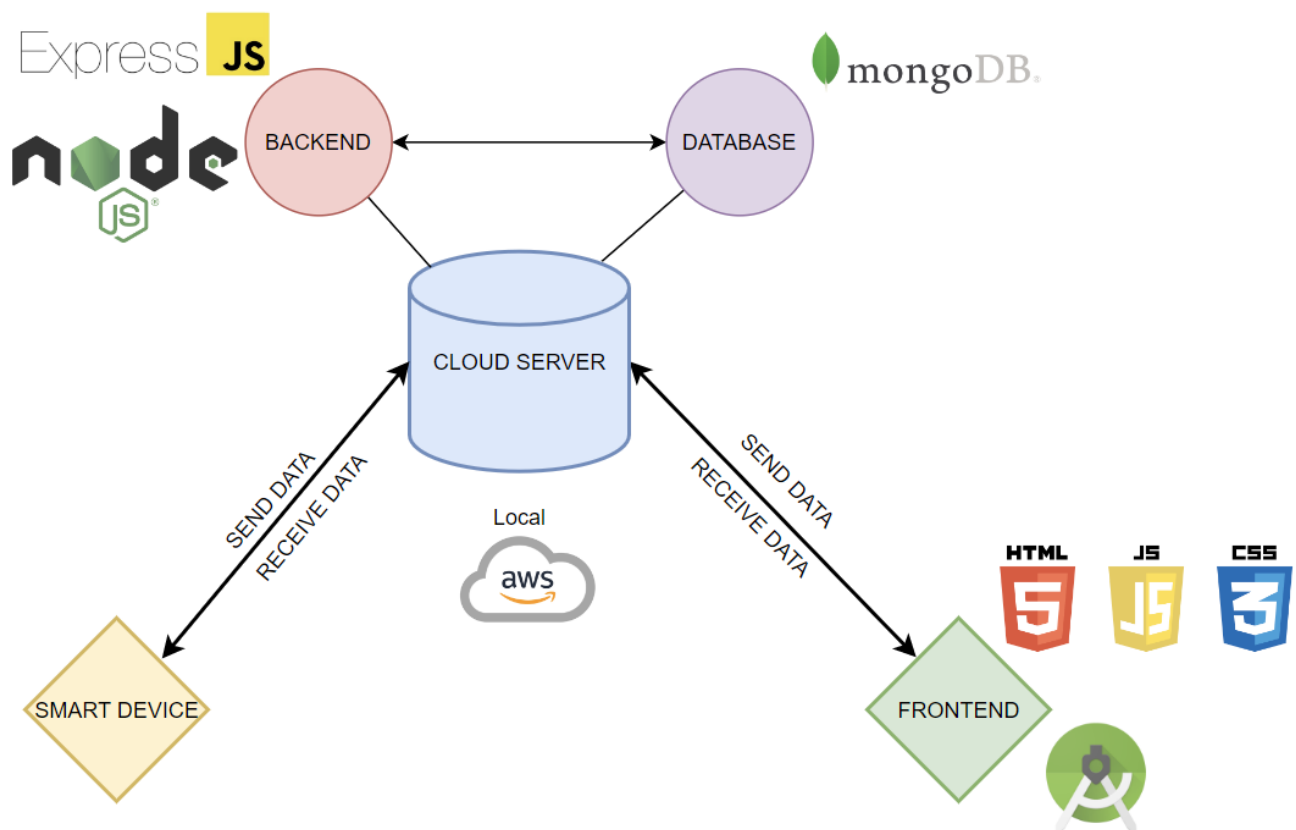 Express JS
node
JS ®
BACKEND
DATABASE
mongoDB®
CLOUD SERVER
SEND DATA
RECEIVE DATA
SEND DATA
RECEIVE DATA
Local
aws
HTML
5
JS
JS
CSS
3
SMART DEVICE
FRONTEND